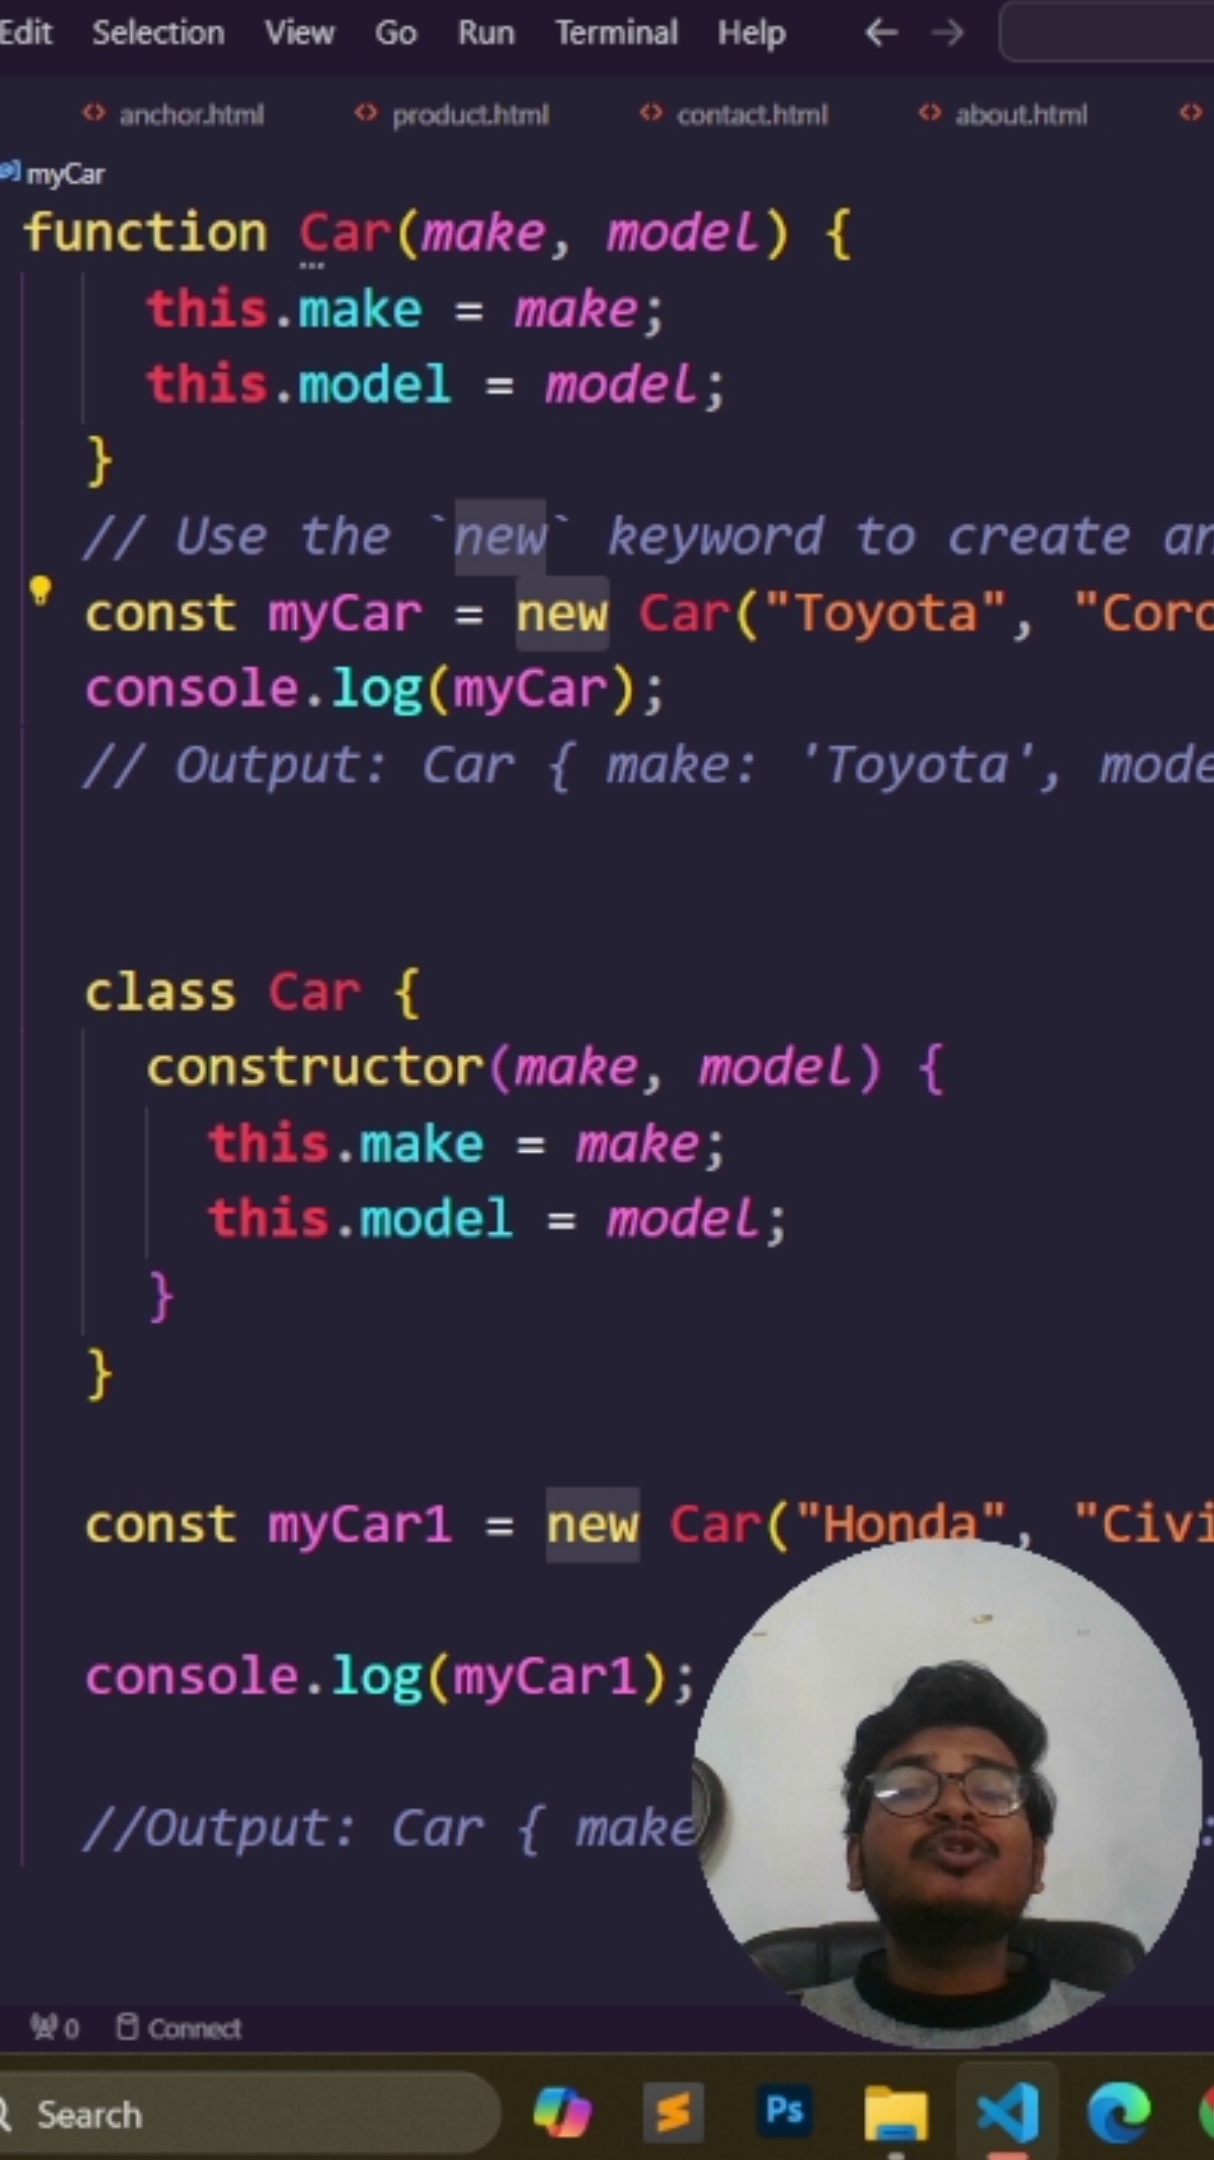 Edit Selection View Go Run Terminal Help
anchor.html product.html contact.html about.html
myCar
function Car(make, model) {
this.make = make;
this.model = model;
}
// Use the `new` keyword to create an
const myCar = new Car("Toyota", "Coro
console.log(myCar);
// Output: Car { make: 'Toyota', mode
class Car {
constructor(make, model) {
this.make = make;
this.model = model;
}
}
const myCar1 = new Car("Honda", "Civi
console.log(myCar1);
//Output: Car { make :
0 Connect
Search Ps